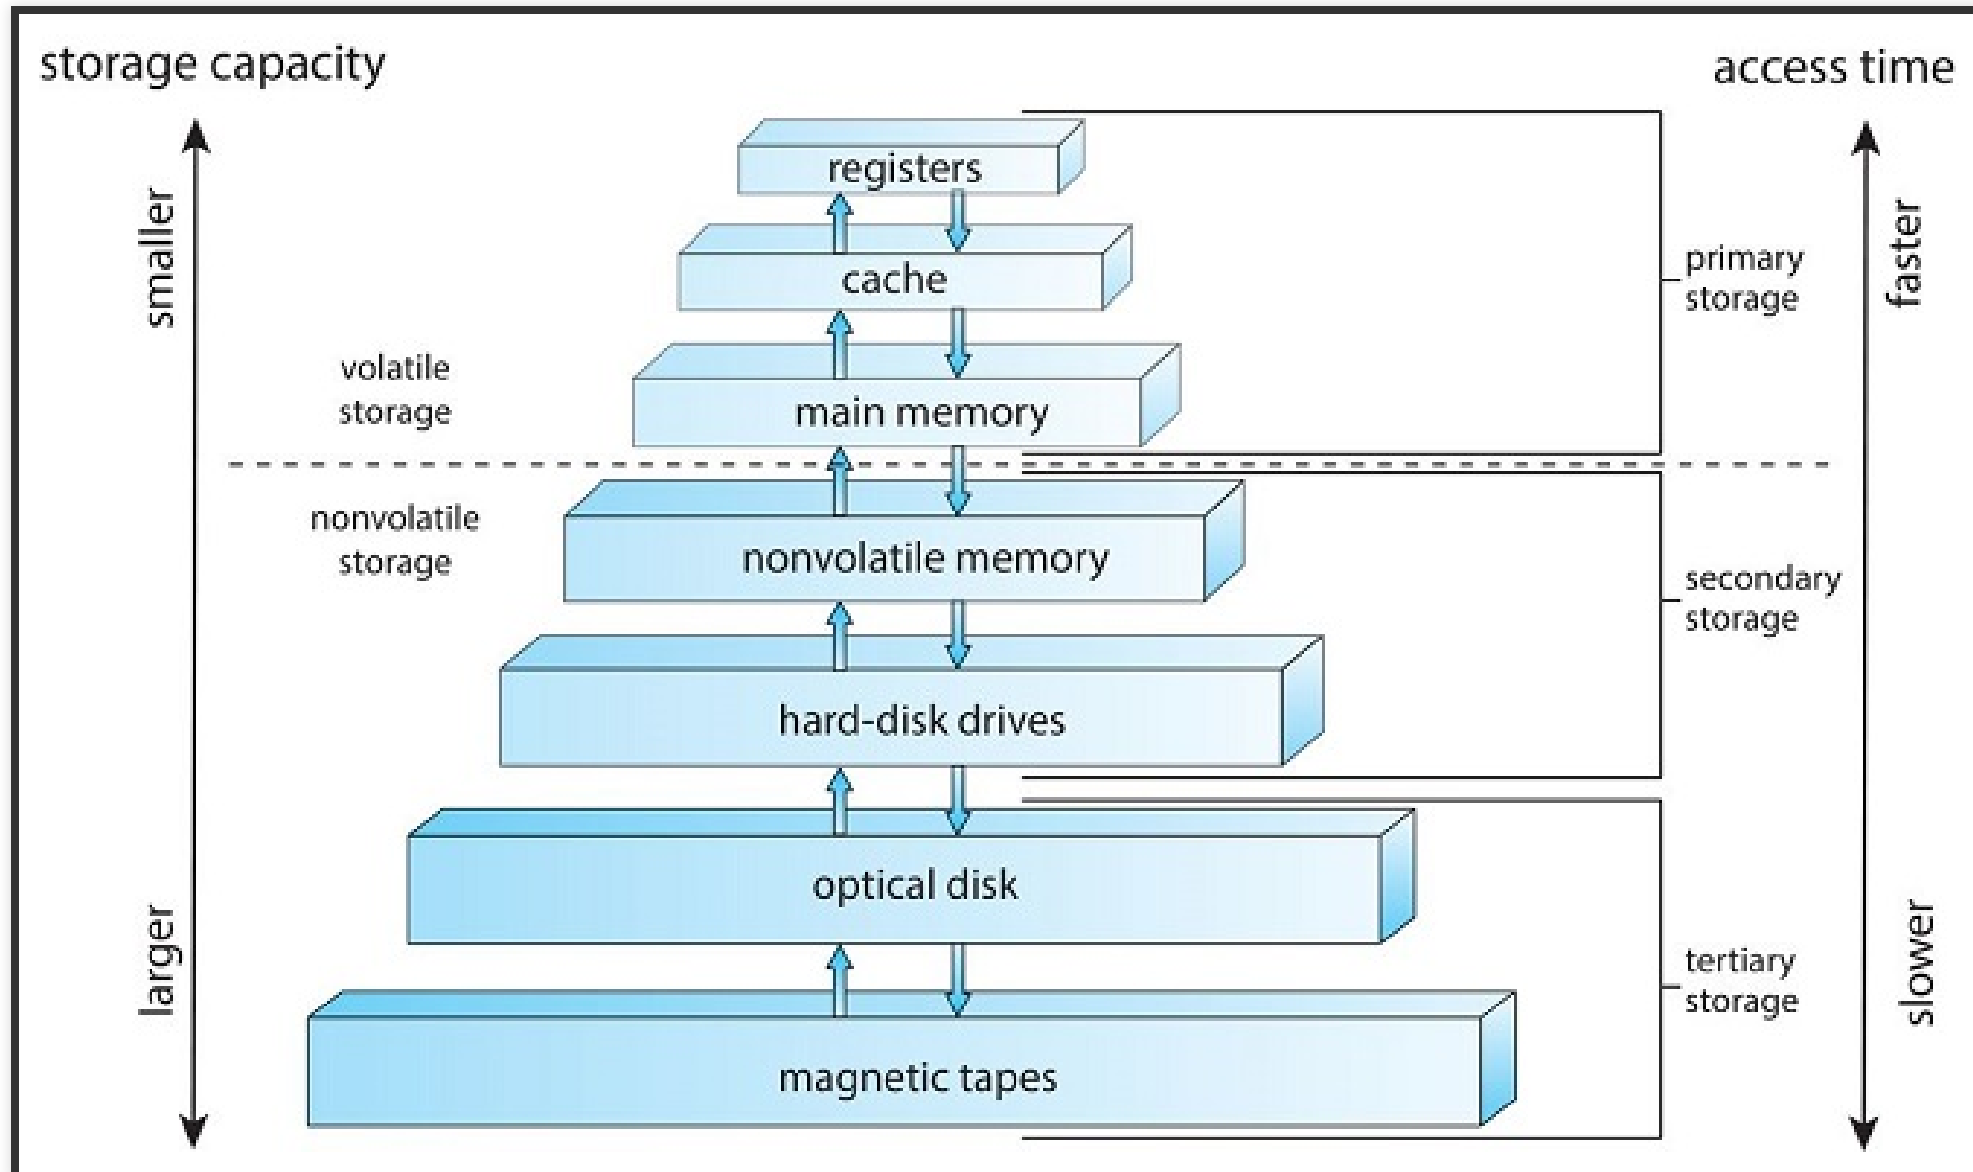 storage capacity
access time
smaller
larger
volatile
storage
nonvolatile
storage
registers
cache
main memory
nonvolatile memory
hard-disk drives
optical disk
magnetic tapes
primary
storage
secondary
storage
tertiary
storage
faster
slower